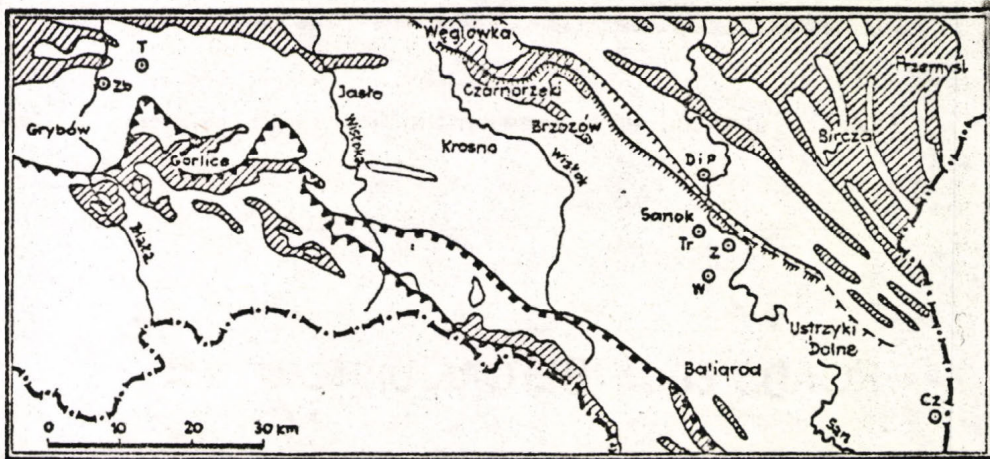 Węglówka
T
Zb
Jasło
Czarnorzeki
Przemyśl
Grybów
Gorlice
Wisłoka
Krosno
Brzozów
Wisłok
Bircza
DiP
Sanok
Tr
Z
W
Biała
Ustrzyki
Dolne
Baligród
Cz
San
0 10 20 30 km